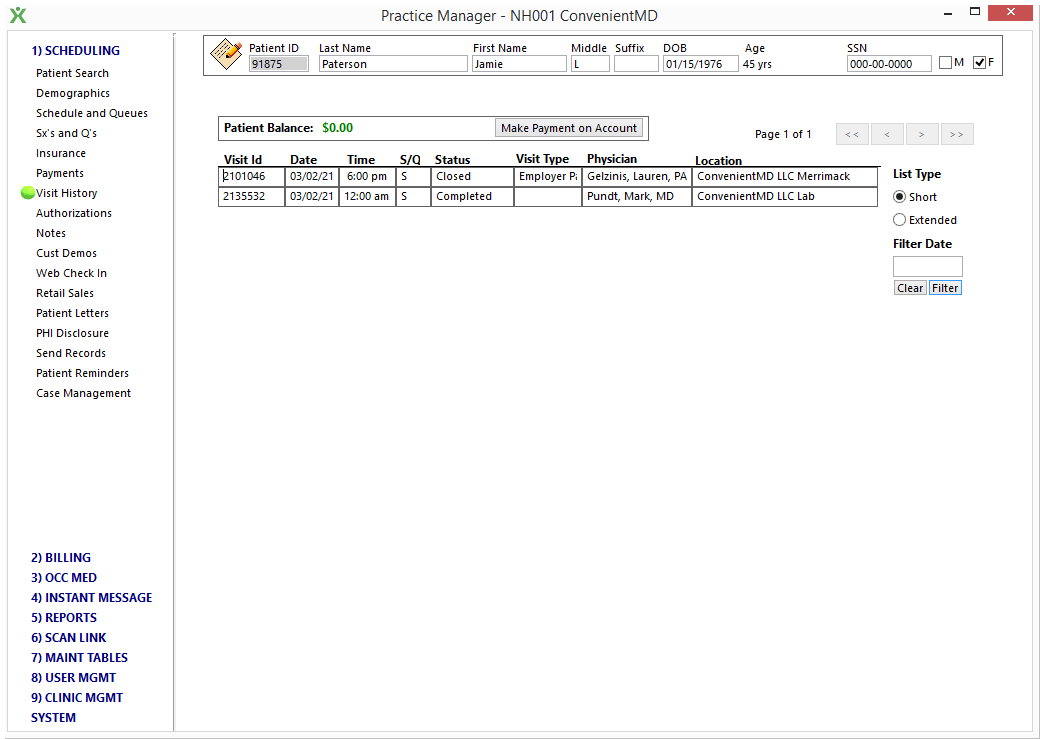 Practice Manager - NH001 ConvenientMD
1) SCHEDULING
Patient Search
Demographics
Schedule and Queues
Sx's and Q's
Insurance
Payments
Visit History
Authorizations
Notes
Cust Demos
Web Check In
Retail Sales
Patient Letters
PHI Disclosure
Send Records
Patient Reminders
Case Management
2) BILLING
3) OCC MED
4) INSTANT MESSAGE
5) REPORTS
6) SCAN LINK
7) MAINT TABLES
8) USER MGMT
9) CLINIC MGMT
SYSTEM
Patient ID Last Name First Name Middle Suffix DOB Age SSN
91875 Paterson Jamie L 01/15/1976 45 yrs 000-00-0000 M F
Patient Balance: $0.00 Make Payment on Account
Page 1 of 1 << < > >>
Visit Id Date Time S/Q Status Visit Type Physician Location
2101046 03/02/21 6:00 pm S Closed Employer Pa Gelzinis, Lauren, PA ConvenientMD LLC Merrimack
2135532 03/02/21 12:00 am S Completed Pundt, Mark, MD ConvenientMD LLC Lab
List Type
Short
Extended
Filter Date
Clear Filter